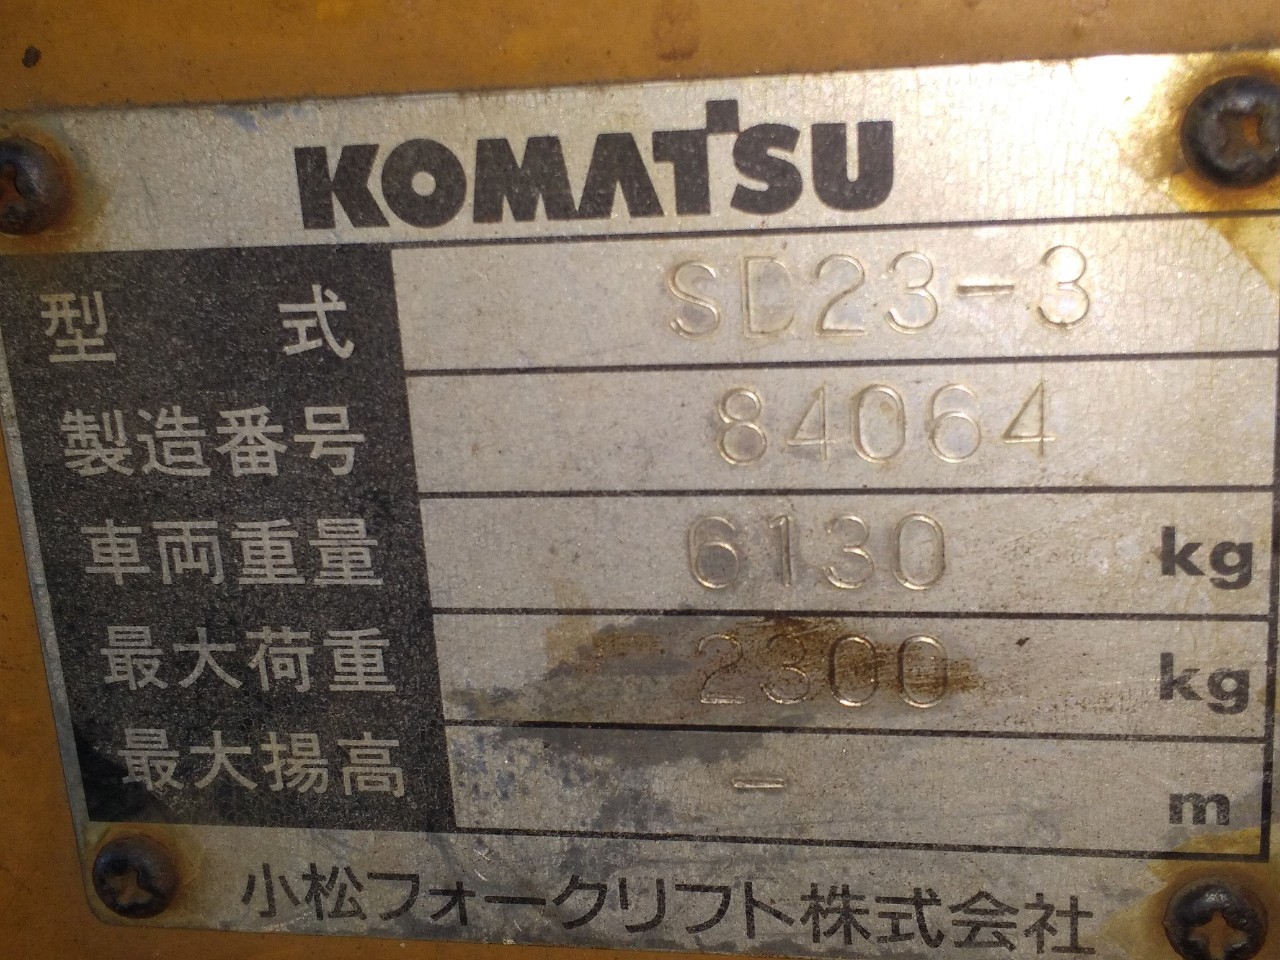 KOMATSU
型式 SD23-3
製造番号 84064
車両重量 6130 kg
最大荷重 2300 kg
最大揚高 - m
小松フォークリフト株式会社